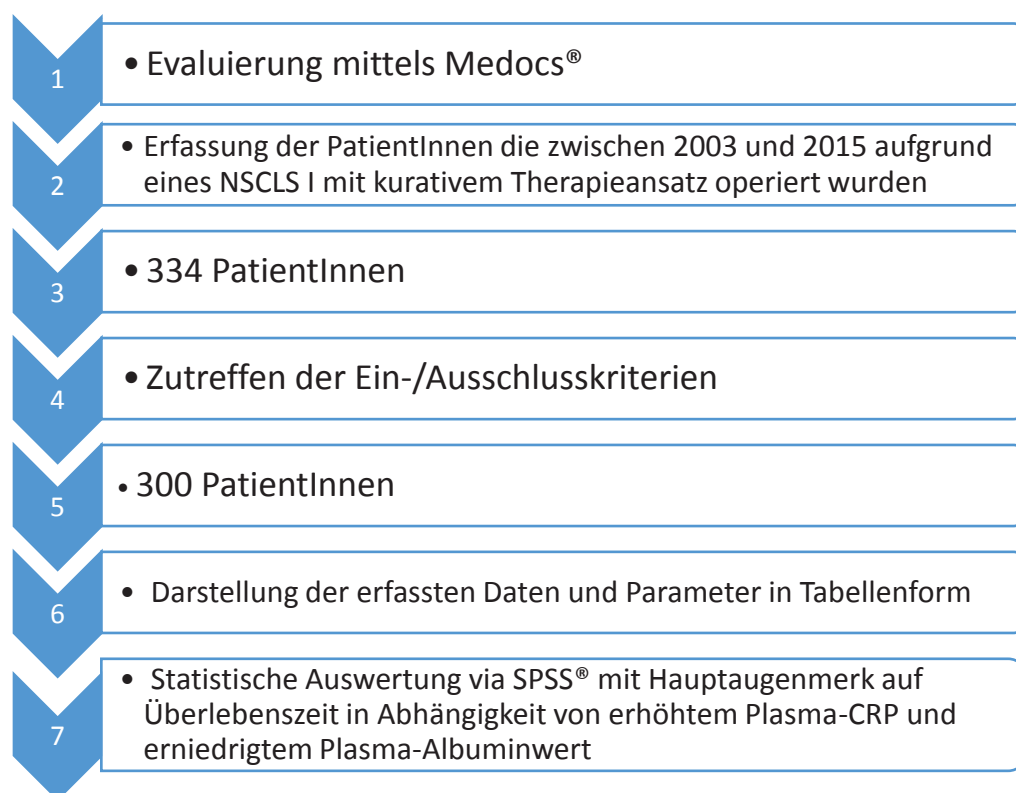 1
• Evaluierung mittels Medocs®
2
• Erfassung der PatientInnen die zwischen 2003 und 2015 aufgrund
eines NSCLS I mit kurativem Therapieansatz operiert wurden
3
• 334 PatientInnen
4
• Zutreffen der Ein-/Ausschlusskriterien
5
• 300 PatientInnen
6
• Darstellung der erfassten Daten und Parameter in Tabellenform
7
• Statistische Auswertung via SPSS® mit Hauptaugenmerk auf
Überlebenszeit in Abhängigkeit von erhöhtem Plasma-CRP und
erniedrigtem Plasma-Albuminwert